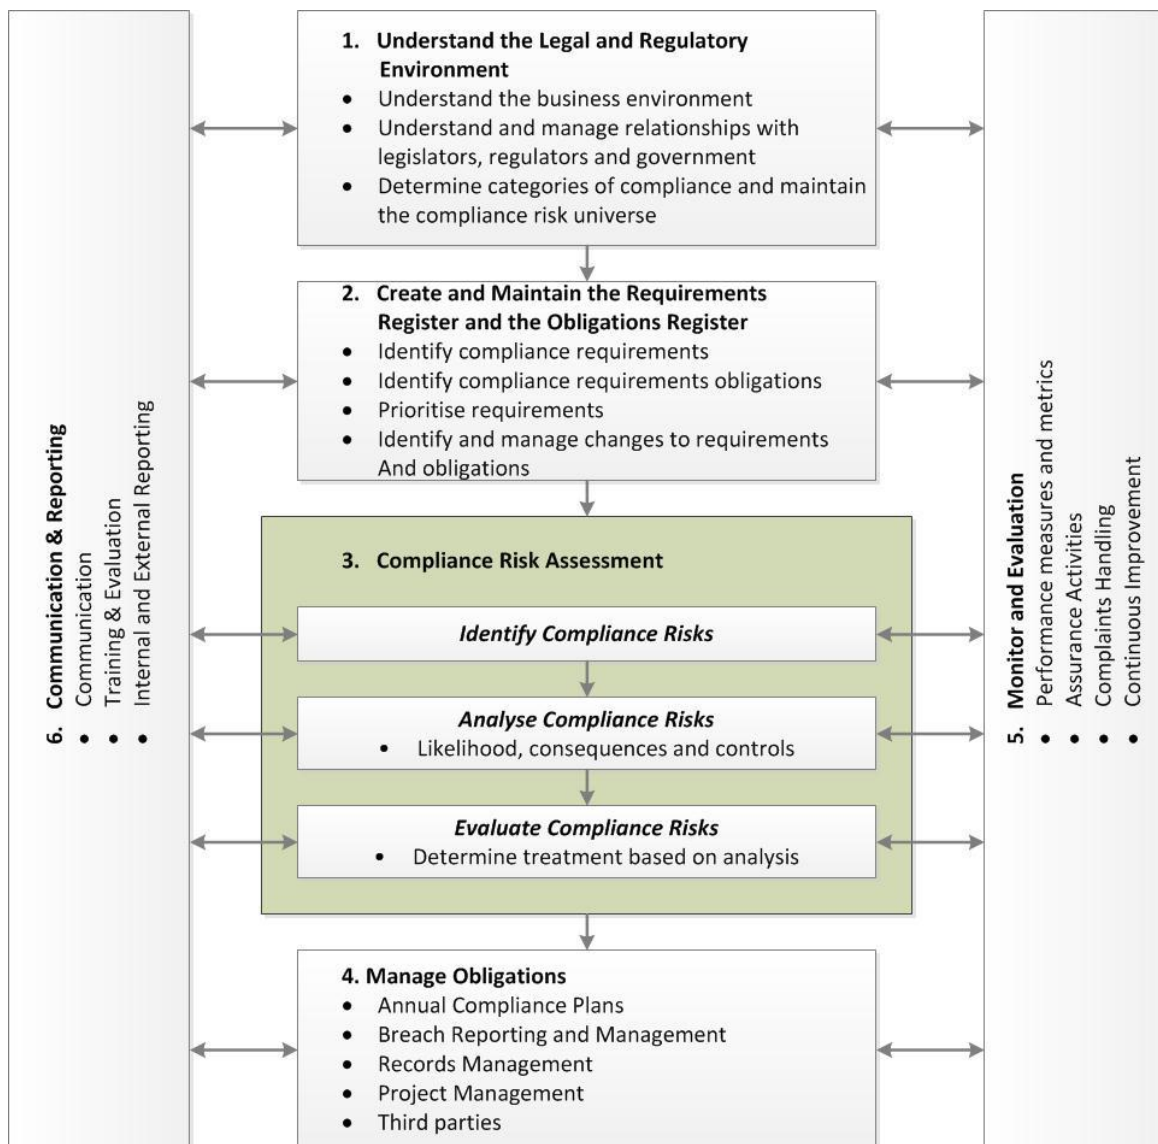 1. Understand the Legal and Regulatory
Environment
• Understand the business environment
• Understand and manage relationships with
legislators, regulators and government
• Determine categories of compliance and maintain
the compliance risk universe
2. Create and Maintain the Requirements
Register and the Obligations Register
• Identify compliance requirements
• Identify compliance requirements obligations
• Prioritise requirements
• Identify and manage changes to requirements
And obligations
3. Compliance Risk Assessment
Identify Compliance Risks
Analyse Compliance Risks
• Likelihood, consequences and controls
Evaluate Compliance Risks
• Determine treatment based on analysis
4. Manage Obligations
• Annual Compliance Plans
• Breach Reporting and Management
• Records Management
• Project Management
• Third parties
5. Monitor and Evaluation
• Performance measures and metrics
• Assurance Activities
• Complaints Handling
• Continuous Improvement
6. Communication & Reporting
• Communication
• Training & Evaluation
• Internal and External Reporting